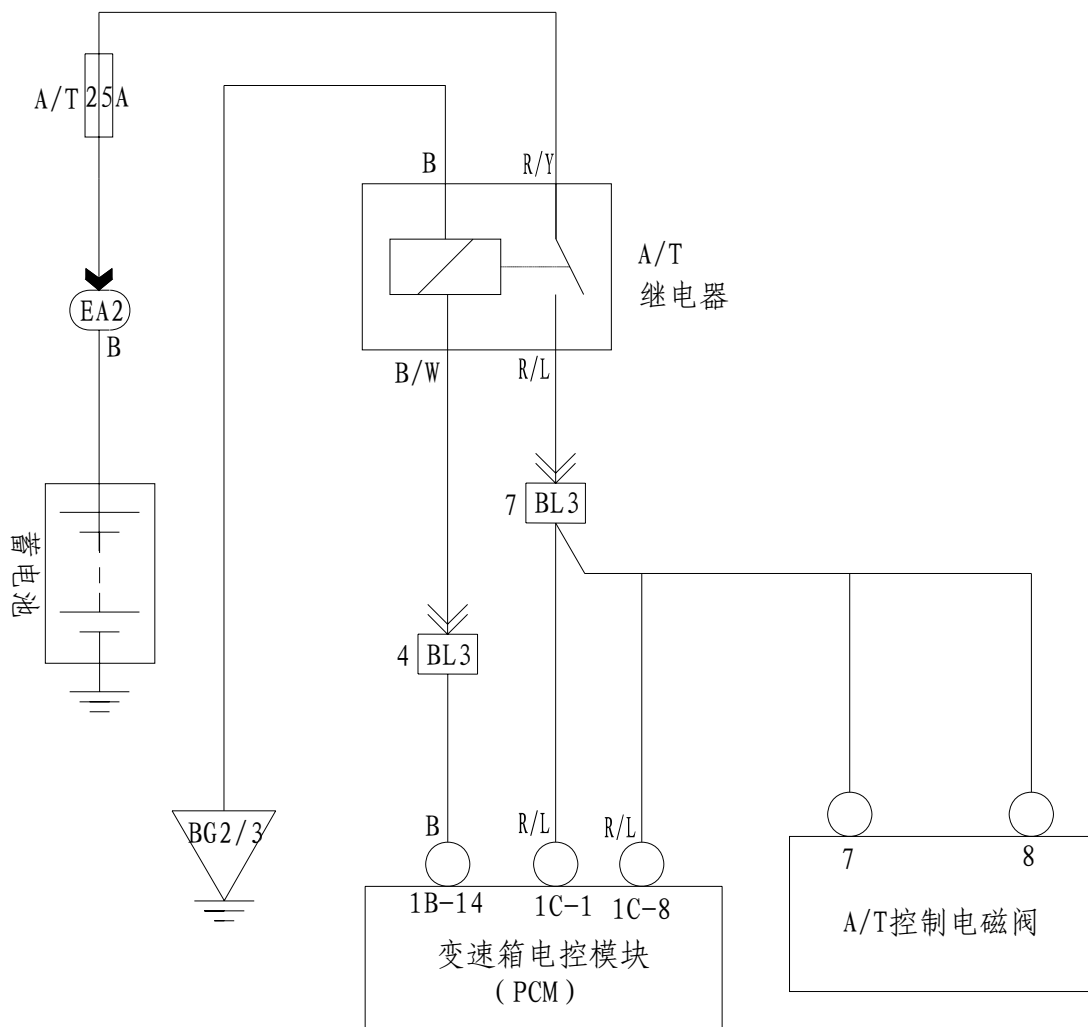 A/T 25A
B
R/Y
A/T
继电器
EA2
B
B/W
R/L
7 BL3
蓄电池
4 BL3
BG2/3
B
R/L
R/L
1B-14
1C-1
1C-8
7
8
变速箱电控模块
(PCM)
A/T控制电磁阀